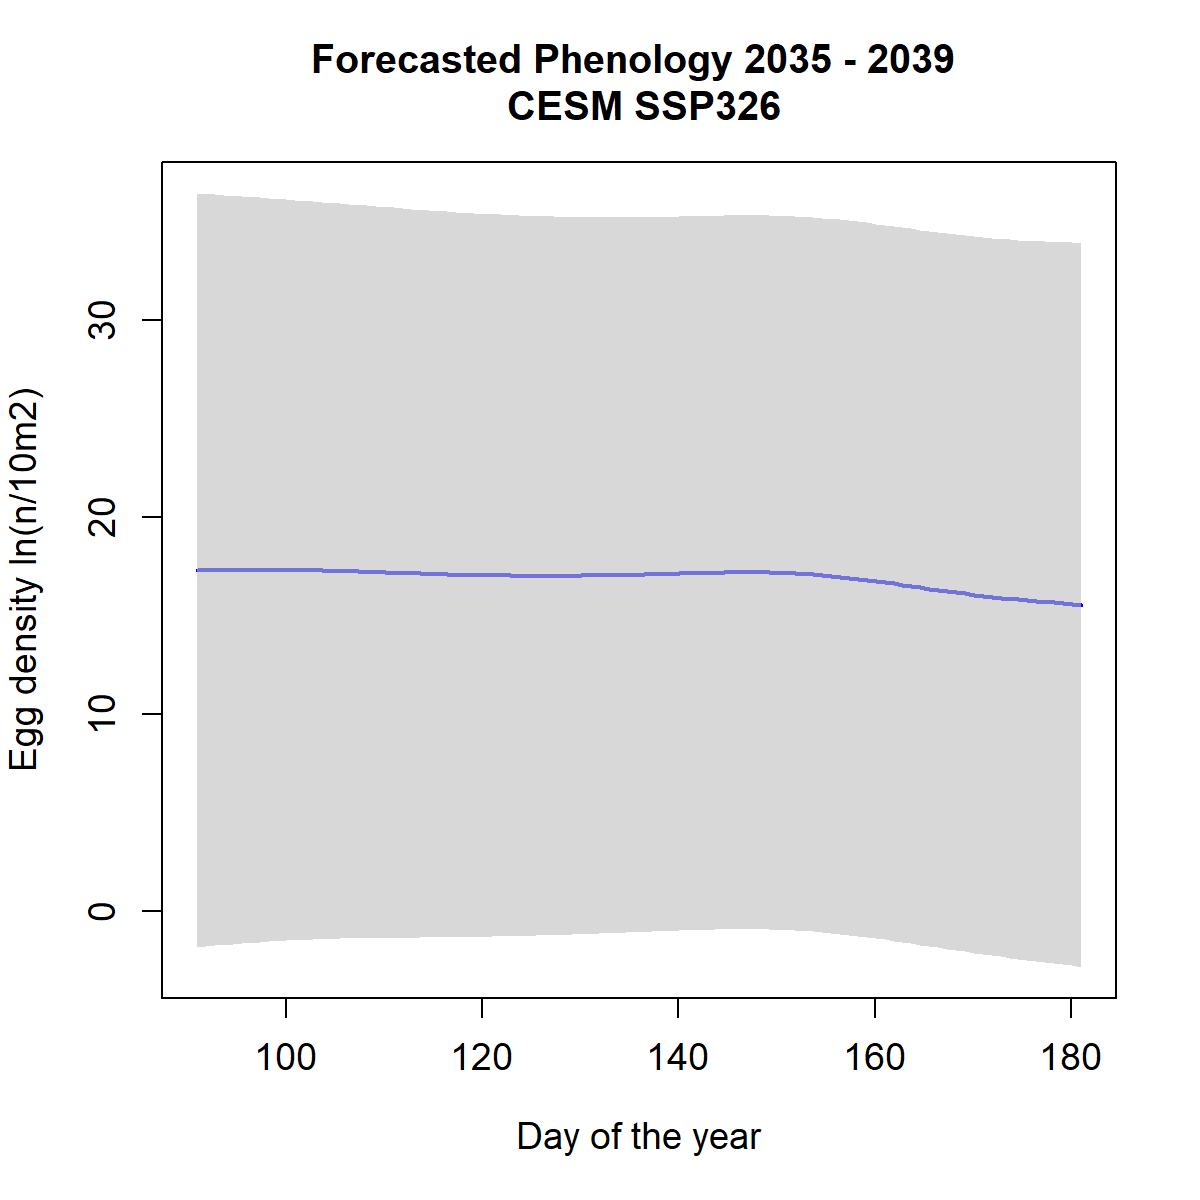 Forecasted Phenology 2035 - 2039
CESM SSP326
Egg density ln(n/10m2)
30
20
10
0
100 120 140 160 180
Day of the year